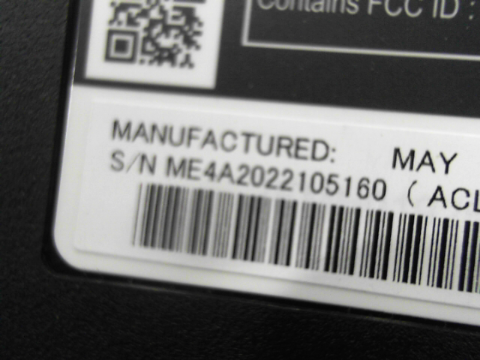 Contains FCC ID :
MANUFACTURED: MAY
S/N ME4A2022105160 ( ACL